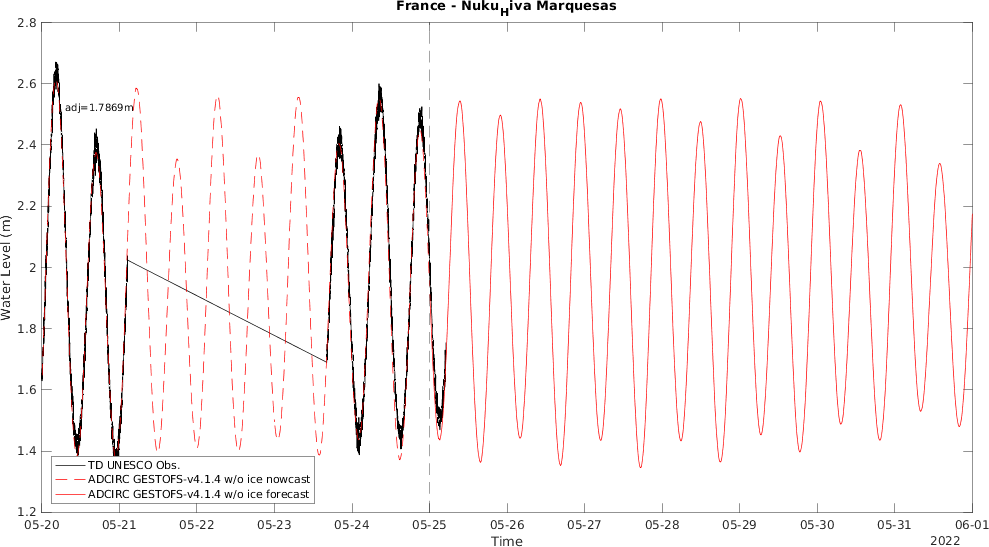 France - Nuku_Hiva Marquesas
2.8
2.6
adj=1.7869m
2.4
2.2
Water Level (m)
2
1.8
1.6
1.4
TD UNESCO Obs.
ADCIRC GESTOFS-v4.1.4 w/o ice nowcast
ADCIRC GESTOFS-v4.1.4 w/o ice forecast
1.2
05-20 05-21 05-22 05-23 05-24 05-25 05-26 05-27 05-28 05-29 05-30 05-31 06-01
Time
2022